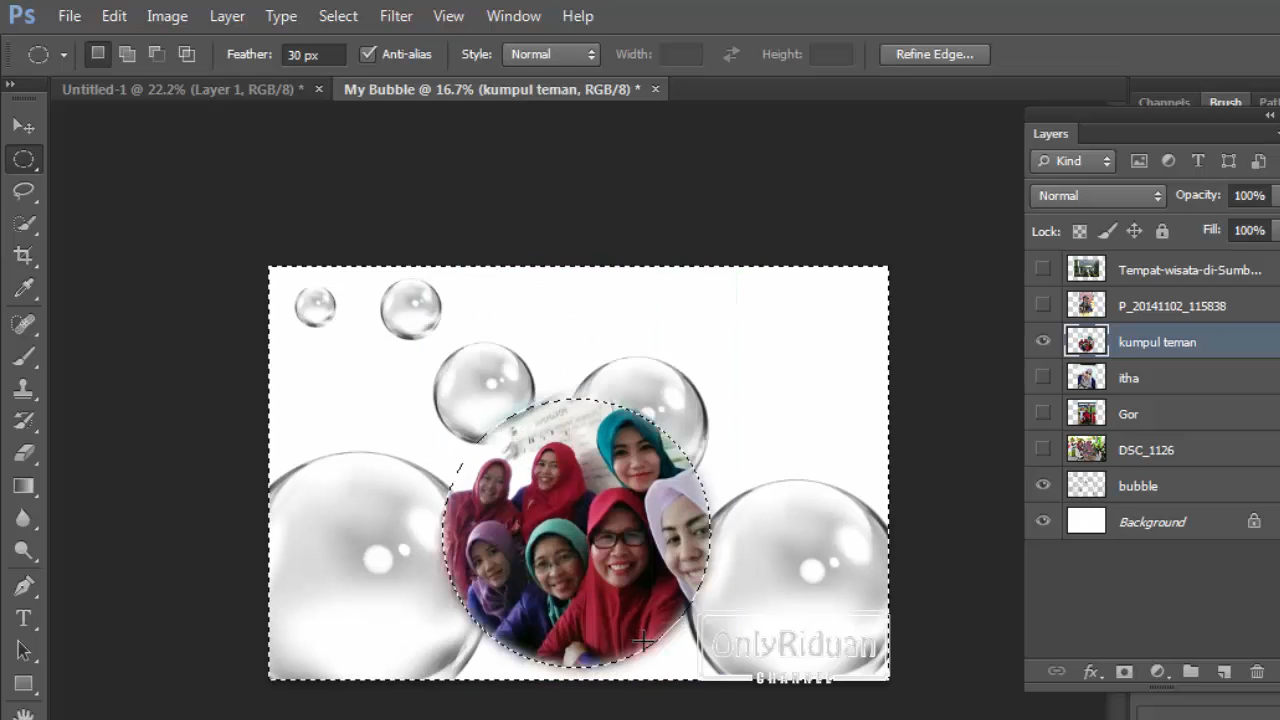 Ps File Edit Image Layer Type Select Filter View Window Help
Feather: 30 px Anti-alias Style: Normal Width: Height: Refine Edge...
Untitled-1 @ 22.2% (Layer 1, RGB/8) * × My Bubble @ 16.7% (kumpul teman, RGB/8) * ×
Channels Brush
Layers
Kind
Normal Opacity: 100%
Lock: Fill: 100%
Tempat-wisata-di-Sumb...
P_20141102_115838
kumpul teman
itha
Gor
DSC_1126
bubble
Background
OnlyRiduan
CHANNEL